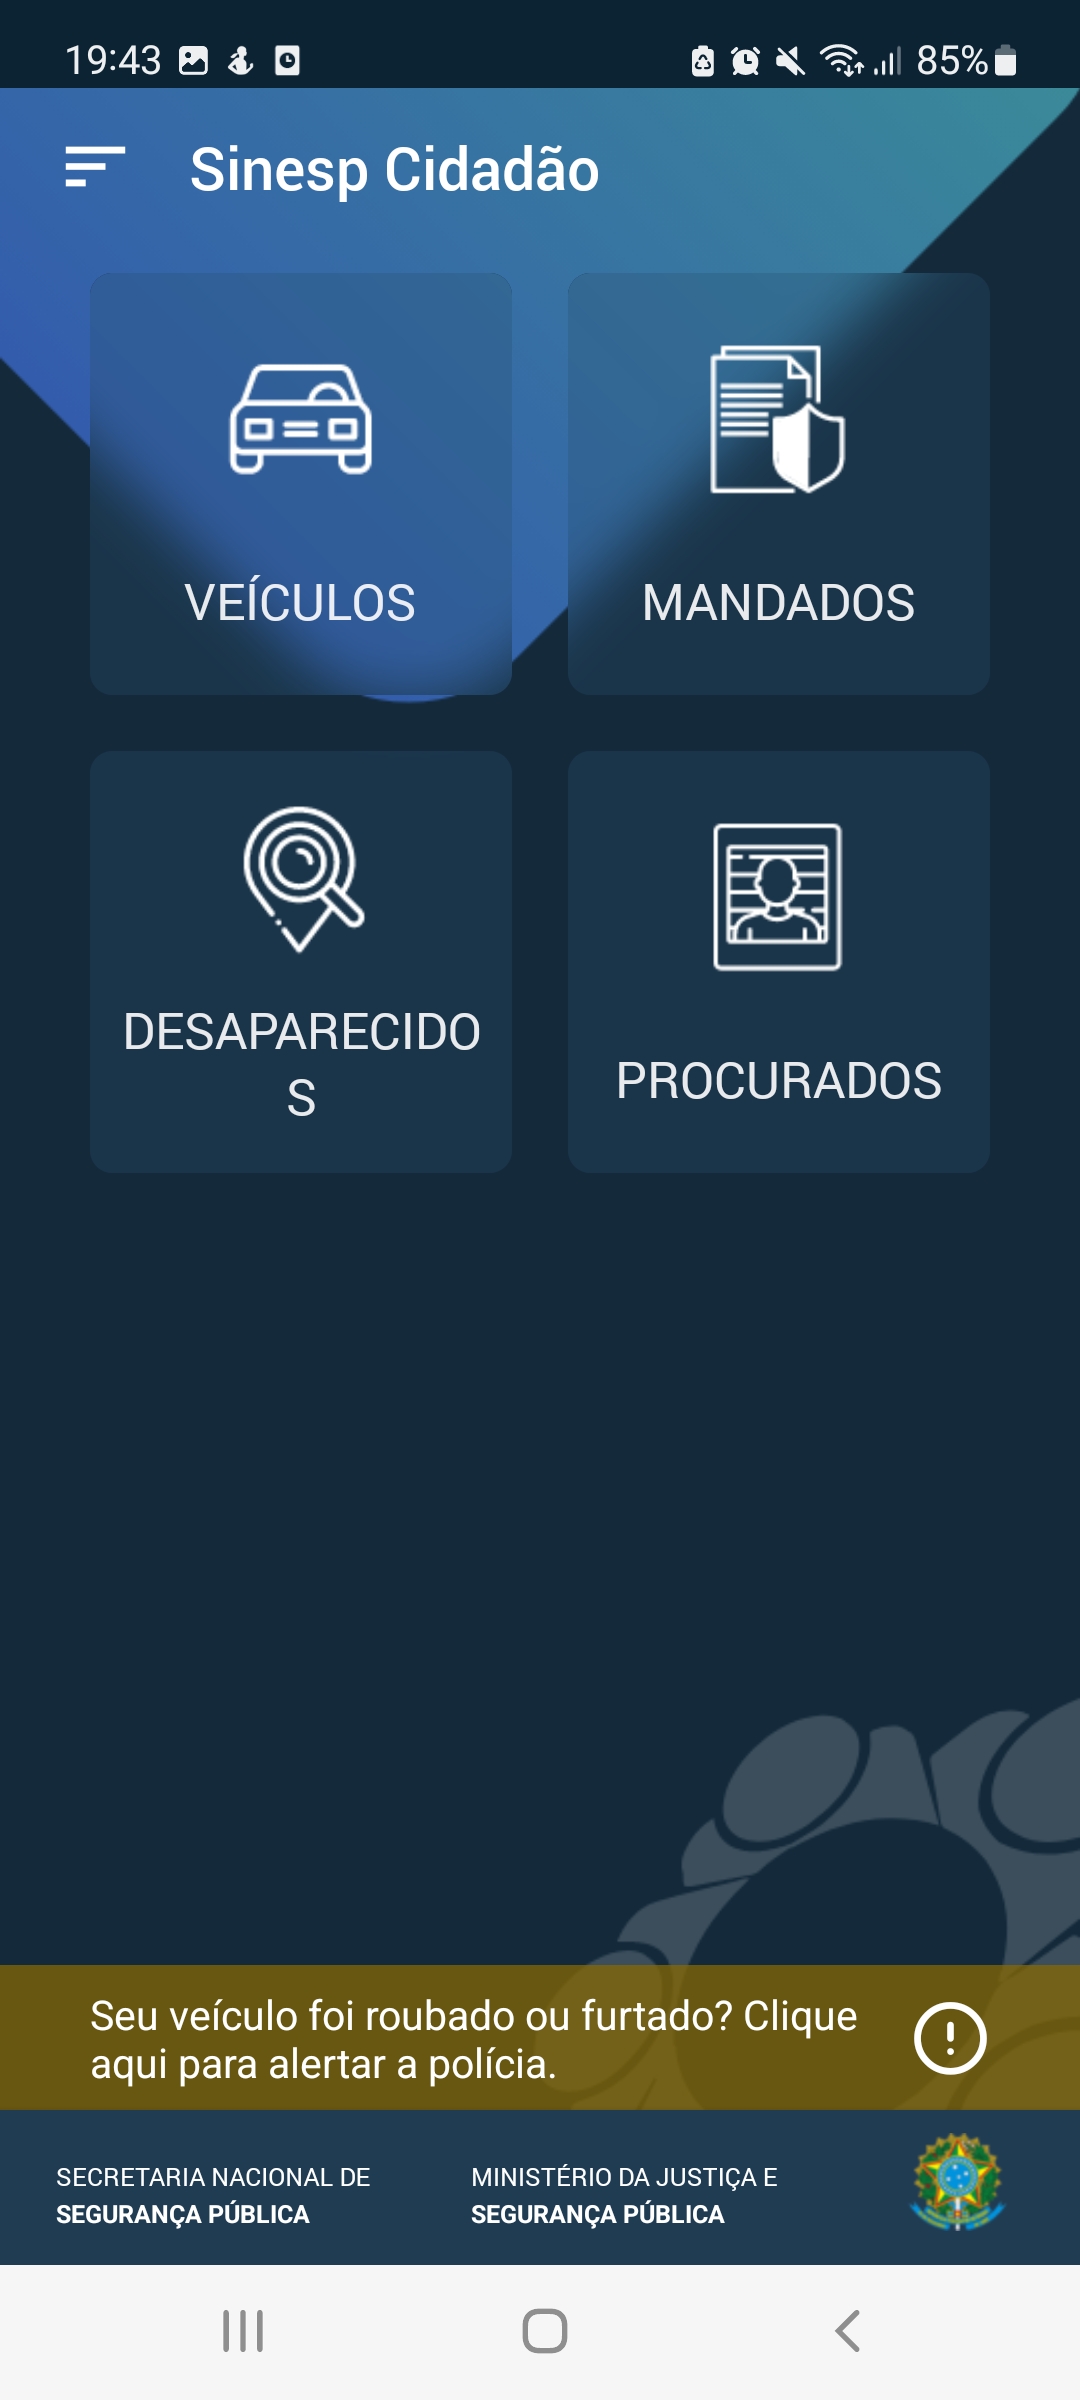 19:43
85%
Sinesp Cidadão
VEÍCULOS
MANDADOS
DESAPARECIDO
S
PROCURADOS
Seu veículo foi roubado ou furtado? Clique
aqui para alertar a polícia.
SECRETARIA NACIONAL DE
SEGURANÇA PÚBLICA
MINISTÉRIO DA JUSTIÇA E
SEGURANÇA PÚBLICA